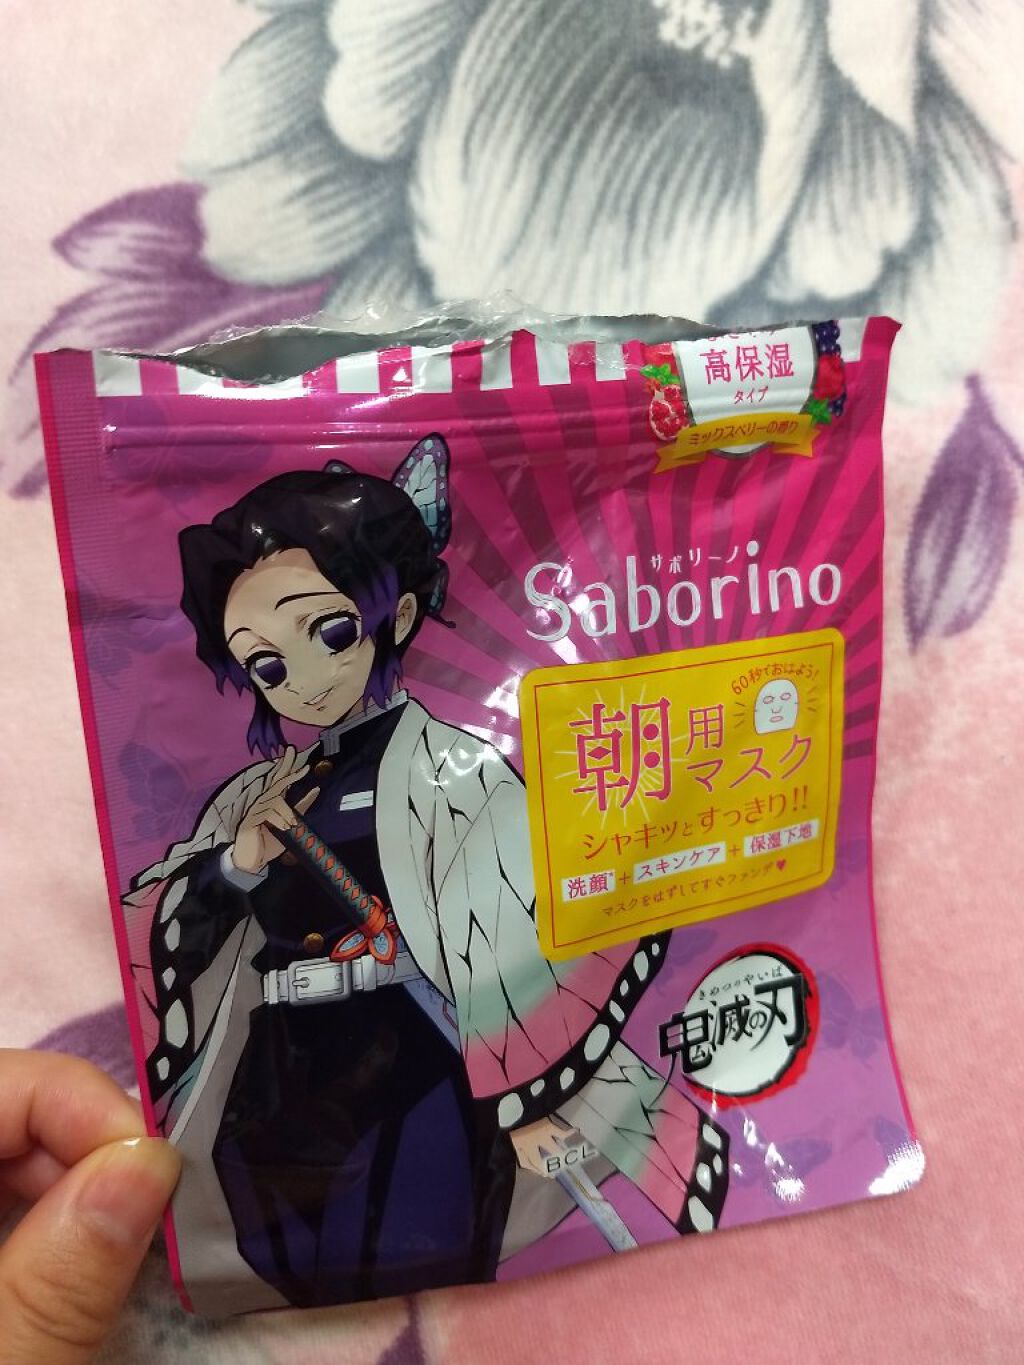 高保湿
タイプ
ミックスベリーの香り
サボリーノ
Saborino
60秒でおはよう!
朝用
マスク
シャキッとすっきり!!
洗顔*+スキンケア+保湿下地
マスクをはずしてすぐファンデ♥
きめつのやいば
鬼滅の刃
BCL